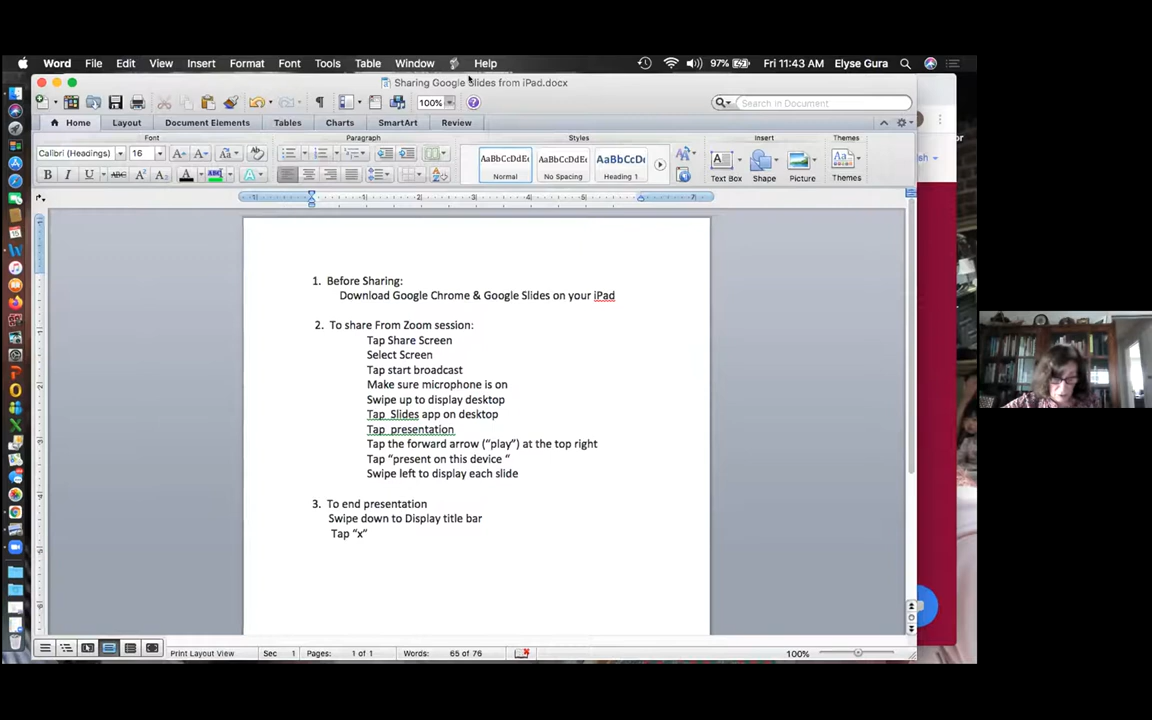 Word File Edit View Insert Format Font Tools Table Window Help 97% Fri 11:43 AM Elyse Gura
Sharing Google Slides from iPad.docx
100% Search in Document
Home Layout Document Elements Tables Charts SmartArt Review
Font Paragraph Styles Insert Themes
Calibri (Headings) 16
AaBbCcDdEe AaBbCcDdEe AaBbCcDd
B I U ABC A² A₂
Normal No Spacing Heading 1 Text Box Shape Picture Themes
1. Before Sharing:
Download Google Chrome & Google Slides on your iPad
2. To share From Zoom session:
Tap Share Screen
Select Screen
Tap start broadcast
Make sure microphone is on
Swipe up to display desktop
Tap Slides app on desktop
Tap presentation
Tap the forward arrow (“play”) at the top right
Tap “present on this device “
Swipe left to display each slide
3. To end presentation
Swipe down to Display title bar
Tap “x”
Print Layout View Sec 1 Pages: 1 of 1 Words: 65 of 76 100%